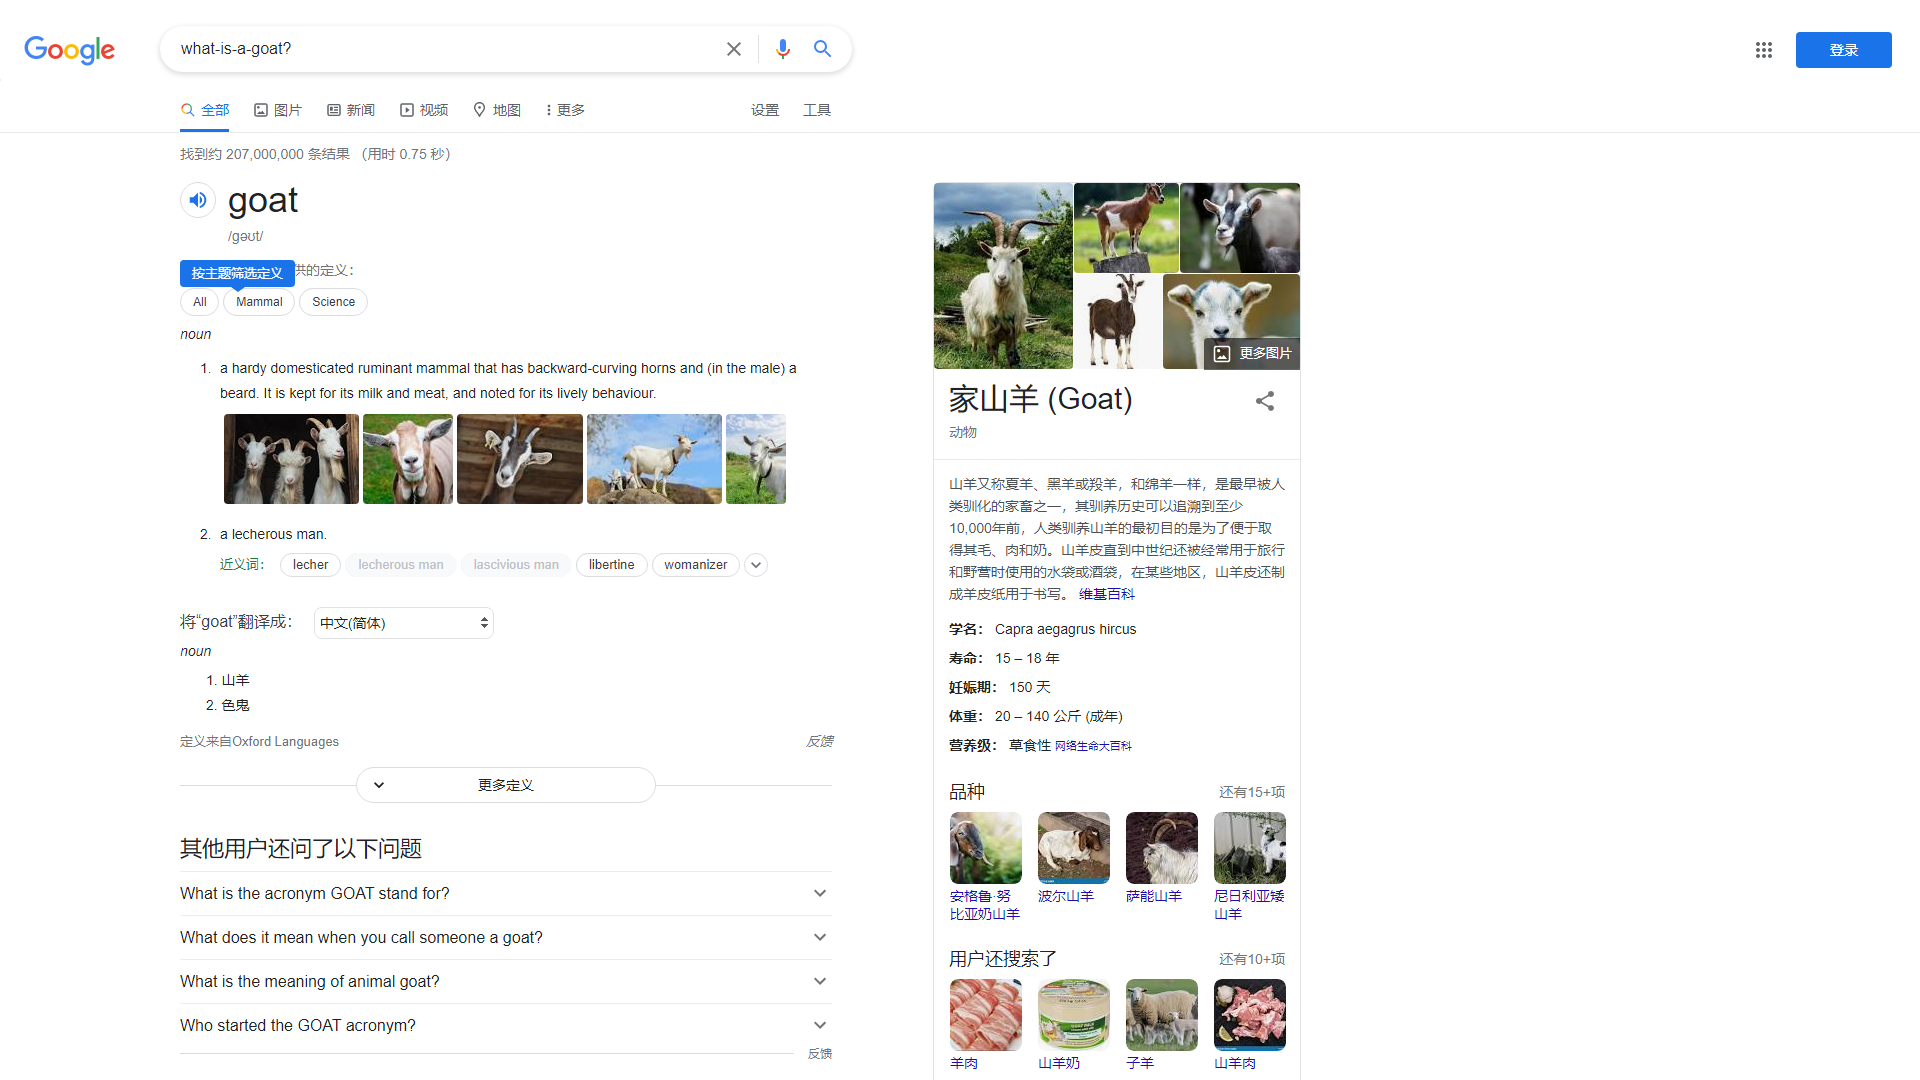 Google
what-is-a-goat?
登录
全部
图片
新闻
视频
地图
更多
设置
工具
找到约 207,000,000 条结果 （用时 0.75 秒）
goat
/ɡəʊt/
按主题筛选定义
供的定义：
All
Mammal
Science
noun
1. a hardy domesticated ruminant mammal that has backward-curving horns and (in the male) a
beard. It is kept for its milk and meat, and noted for its lively behaviour.
2. a lecherous man.
近义词：
lecher
lecherous man
lascivious man
libertine
womanizer
将“goat”翻译成：
中文(简体)
noun
1. 山羊
2. 色鬼
定义来自Oxford Languages
反馈
更多定义
其他用户还问了以下问题
What is the acronym GOAT stand for?
What does it mean when you call someone a goat?
What is the meaning of animal goat?
Who started the GOAT acronym?
反馈
更多图片
家山羊 (Goat)
动物
山羊又称夏羊、黑羊或羖羊，和绵羊一样，是最早被人
类驯化的家畜之一，其驯养历史可以追溯到至少
10,000年前，人类驯养山羊的最初目的是为了便于取
得其毛、肉和奶。山羊皮直到中世纪还被经常用于旅行
和野营时使用的水袋或酒袋，在某些地区，山羊皮还制
成羊皮纸用于书写。 维基百科
学名： Capra aegagrus hircus
寿命： 15 – 18 年
妊娠期： 150 天
体重： 20 – 140 公斤 (成年)
营养级： 草食性 网络生命大百科
品种
还有15+项
安格鲁·努
比亚奶山羊
波尔山羊
萨能山羊
尼日利亚矮
山羊
用户还搜索了
还有10+项
羊肉
山羊奶
子羊
山羊肉